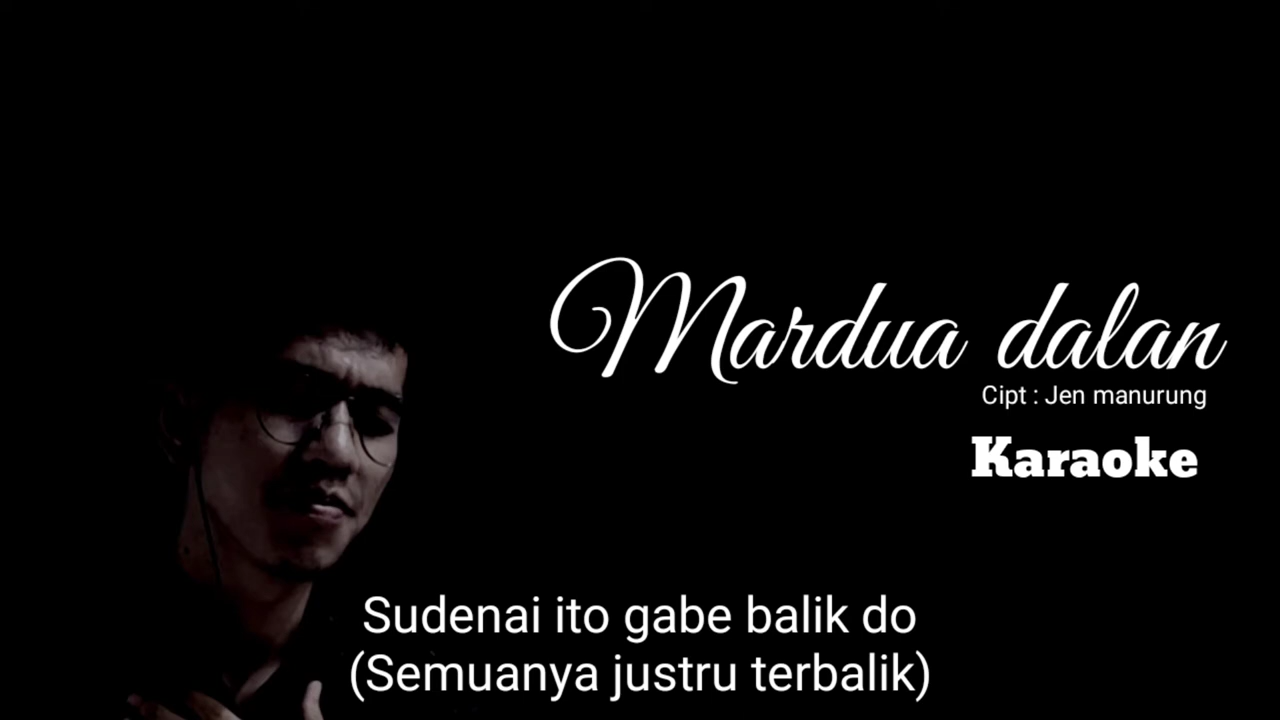 Mardua dalan
Cipt : Jen manurung
Karaoke
Sudenai ito gabe balik do
(Semuanya justru terbalik)